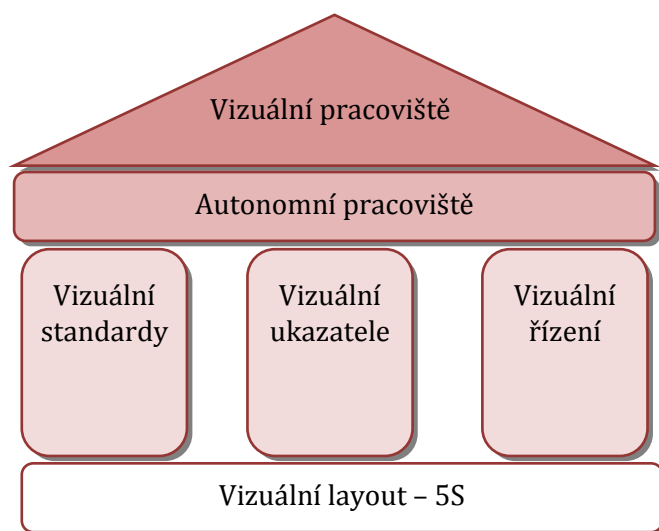 Vizuální pracoviště
Autonomní pracoviště
Vizuální
standardy
Vizuální
ukazatele
Vizuální
řízení
Vizuální layout – 5S